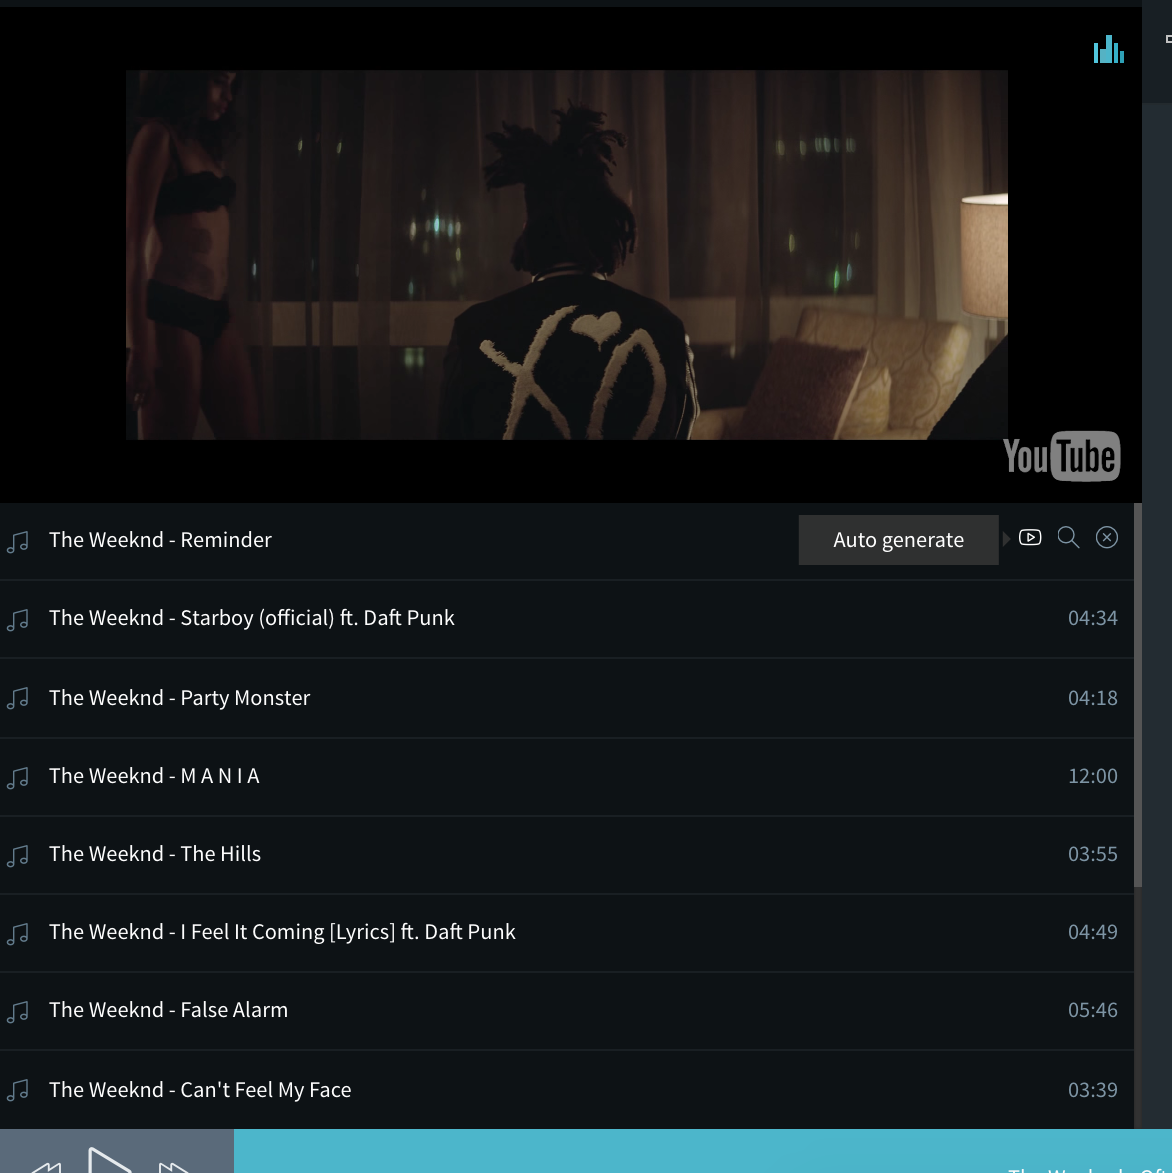 XO
YouTube
The Weeknd - Reminder
Auto generate
The Weeknd - Starboy (official) ft. Daft Punk
04:34
The Weeknd - Party Monster
04:18
The Weeknd - M A N I A
12:00
The Weeknd - The Hills
03:55
The Weeknd - I Feel It Coming [Lyrics] ft. Daft Punk
04:49
The Weeknd - False Alarm
05:46
The Weeknd - Can't Feel My Face
03:39